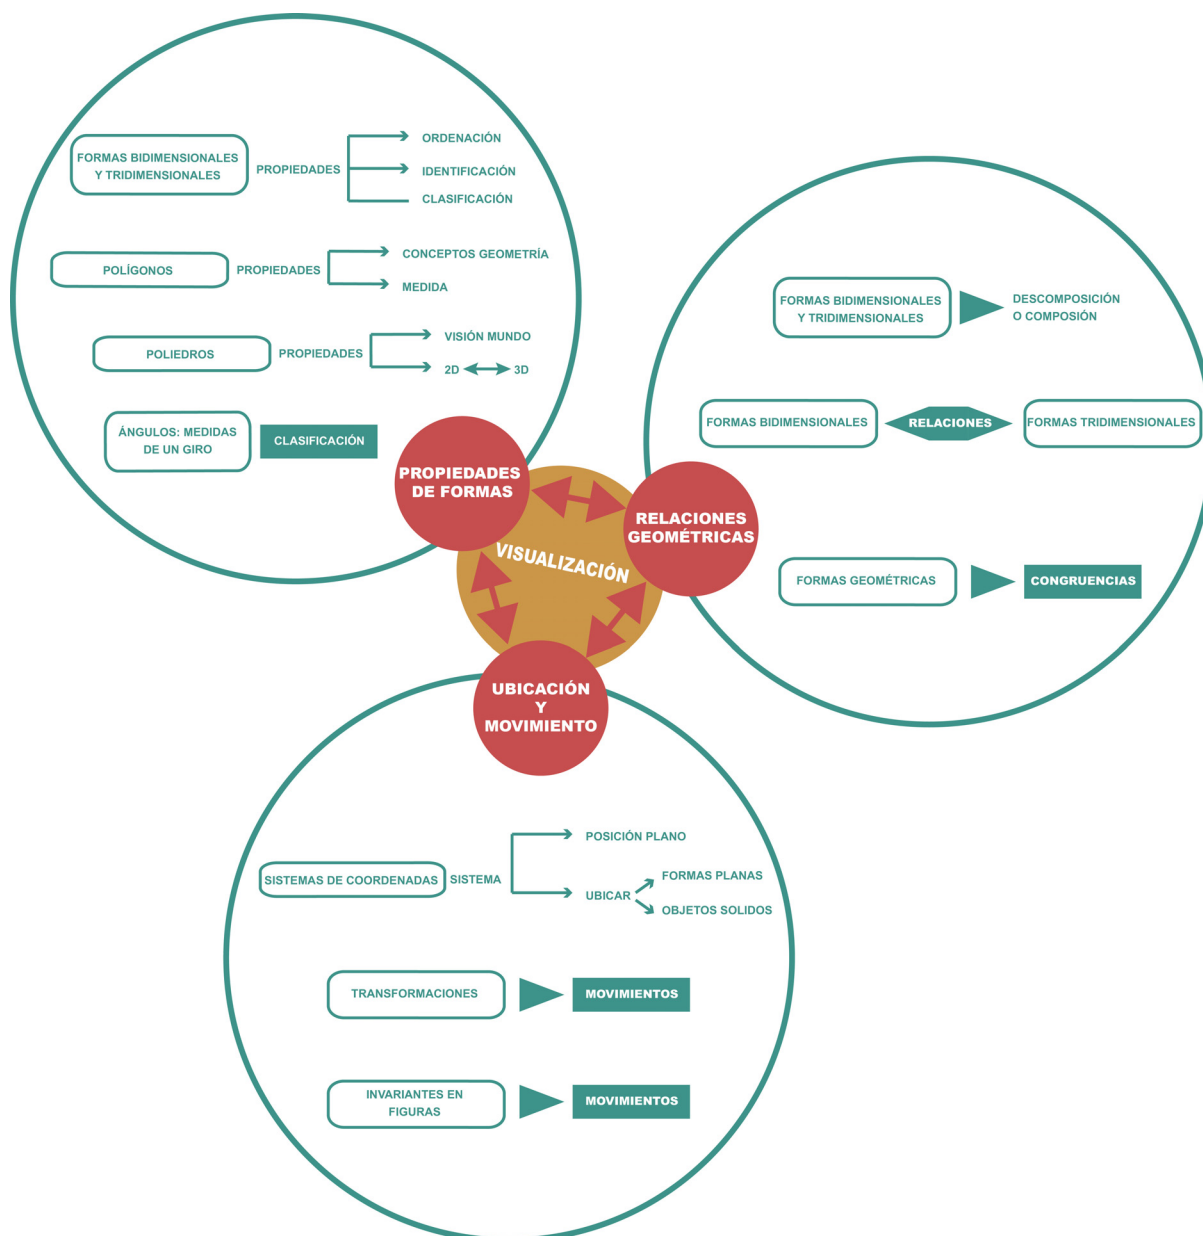 FORMAS BIDIMENSIONALES
Y TRIDIMENSIONALES
PROPIEDADES
ORDENACIÓN
IDENTIFICACIÓN
CLASIFICACIÓN
POLÍGONOS
PROPIEDADES
CONCEPTOS GEOMETRÍA
MEDIDA
POLIEDROS
PROPIEDADES
VISIÓN MUNDO
2D
3D
ÁNGULOS: MEDIDAS
DE UN GIRO
CLASIFICACIÓN
PROPIEDADES
DE FORMAS
VISUALIZACIÓN
RELACIONES
GEOMÉTRICAS
FORMAS BIDIMENSIONALES
Y TRIDIMENSIONALES
DESCOMPOSICIÓN
O COMPOSIÓN
FORMAS BIDIMENSIONALES
RELACIONES
FORMAS TRIDIMENSIONALES
FORMAS GEOMÉTRICAS
CONGRUENCIAS
UBICACIÓN
Y
MOVIMIENTO
SISTEMAS DE COORDENADAS
SISTEMA
POSICIÓN PLANO
UBICAR
FORMAS PLANAS
OBJETOS SOLIDOS
TRANSFORMACIONES
MOVIMIENTOS
INVARIANTES EN
FIGURAS
MOVIMIENTOS